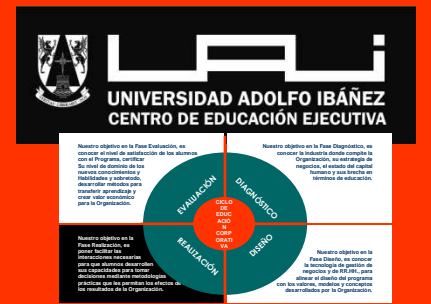 UAI
UNIVERSIDAD ADOLFO IBÁÑEZ
CENTRO DE EDUCACIÓN EJECUTIVA
Nuestro objetivo en la Fase Evaluación, es
conocer el nivel de satisfacción de los alumnos
con el Programa, certificar
Su nivel de dominio de los
nuevos conocimientos y
Habilidades y sobretodo,
desarrollar métodos para
transferir aprendizaje y
crear valor económico
para la Organización.
Nuestro objetivo en la Fase Diagnóstico, es
conocer la industria donde compite la
Organización, su estrategia de
negocios, el estado del capital
humano y sus brecha en
términos de educación.
EVALUACIÓN
DIAGNÓSTICO
CICLO
DE
EDUC
ACIÓ
N
CORP
ORATI
VA
REALIZACIÓN
DISEÑO
Nuestro objetivo en la
Fase Realización, es
poner facilitar las
interacciones necesarias
para que alumnos desarrollen
sus capacidades para tomar
decisiones mediante metodologías
prácticas que les permitan los efectos de
los resultados de la Organización.
Nuestro objetivo en la
Fase Diseño, es conocer
la tecnología de gestión de
negocios y de RR.HH., para
alinear el diseño del programa
con los valores, modelos y conceptos
desarrollados por la Organización.